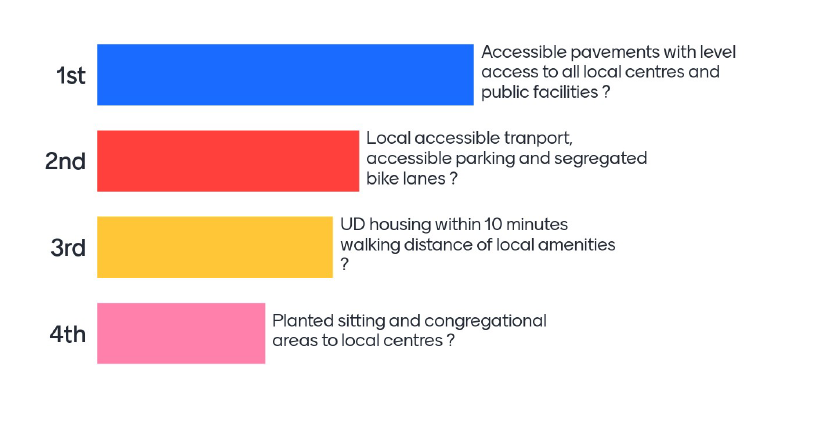 1st
Accessible pavements with level
access to all local centres and
public facilities ?
2nd
Local accessible tranport,
accessible parking and segregated
bike lanes ?
3rd
UD housing within 10 minutes
walking distance of local amenities
?
4th
Planted sitting and congregational
areas to local centres ?